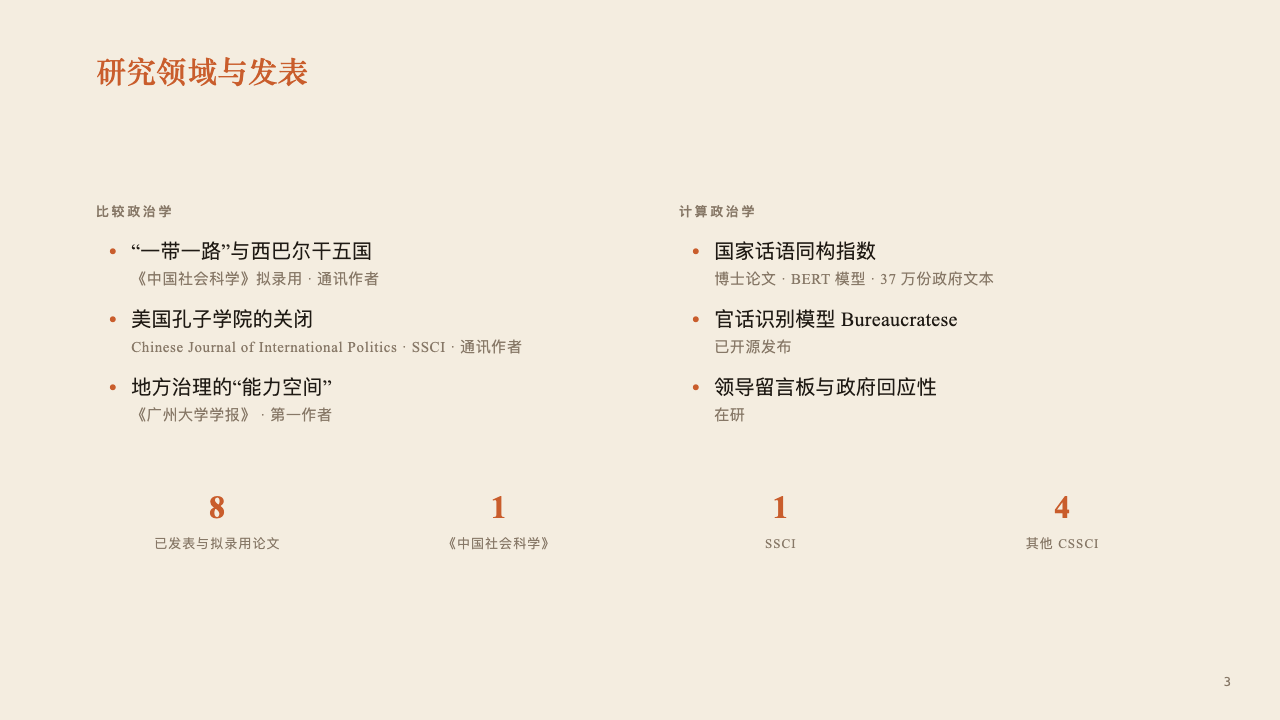 研究领域与发表
比较政治学
• “一带一路”与西巴尔干五国
《中国社会科学》拟录用 · 通讯作者
• 美国孔子学院的关闭
Chinese Journal of International Politics · SSCI · 通讯作者
• 地方治理的“能力空间”
《广州大学学报》 · 第一作者
计算政治学
• 国家话语同构指数
博士论文 · BERT 模型 · 37 万份政府文本
• 官话识别模型 Bureaucratese
已开源发布
• 领导留言板与政府回应性
在研
8
已发表与拟录用论文
1
《中国社会科学》
1
SSCI
4
其他 CSSCI
3